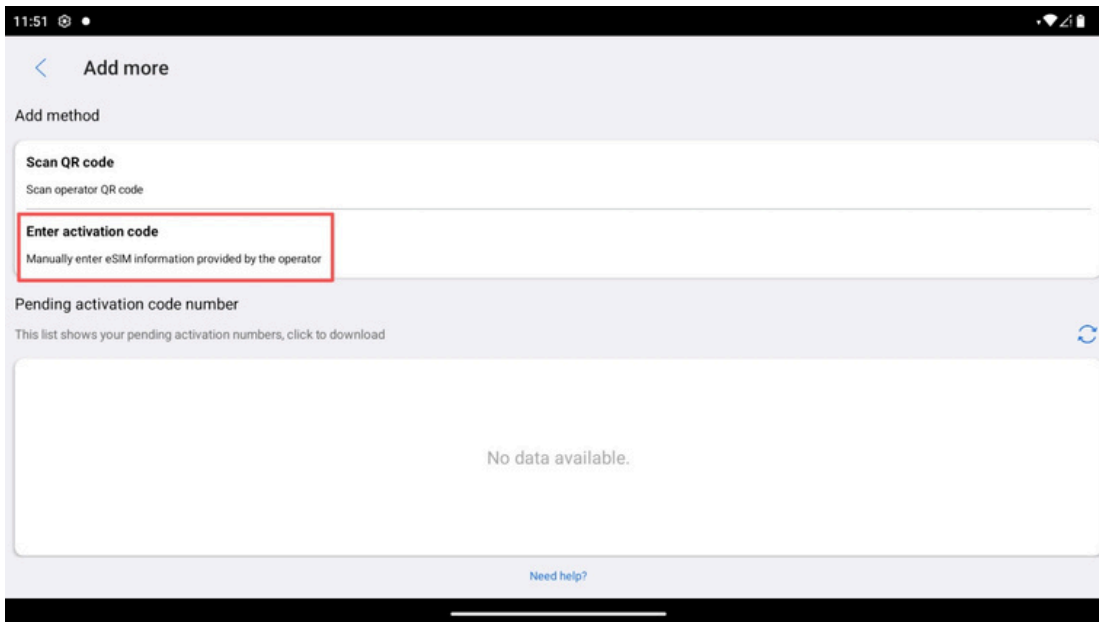 11:51
Add more
Add method
Scan QR code
Scan operator QR code
Enter activation code
Manually enter eSIM information provided by the operator
Pending activation code number
This list shows your pending activation numbers, click to download
No data available.
Need help?